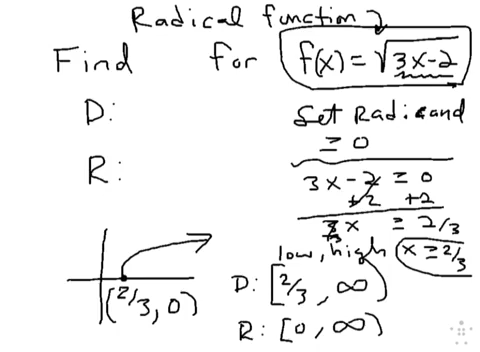 Radical function
Find for f(x) = √3x-2
D:
R:
Set Radicand
≥ 0
3x - 2 ≥ 0
+2 +2
3x ≥ 2/3
3
low, high x ≥ 2/3
D: [2/3, ∞)
R: [0, ∞)
(2/3, 0)